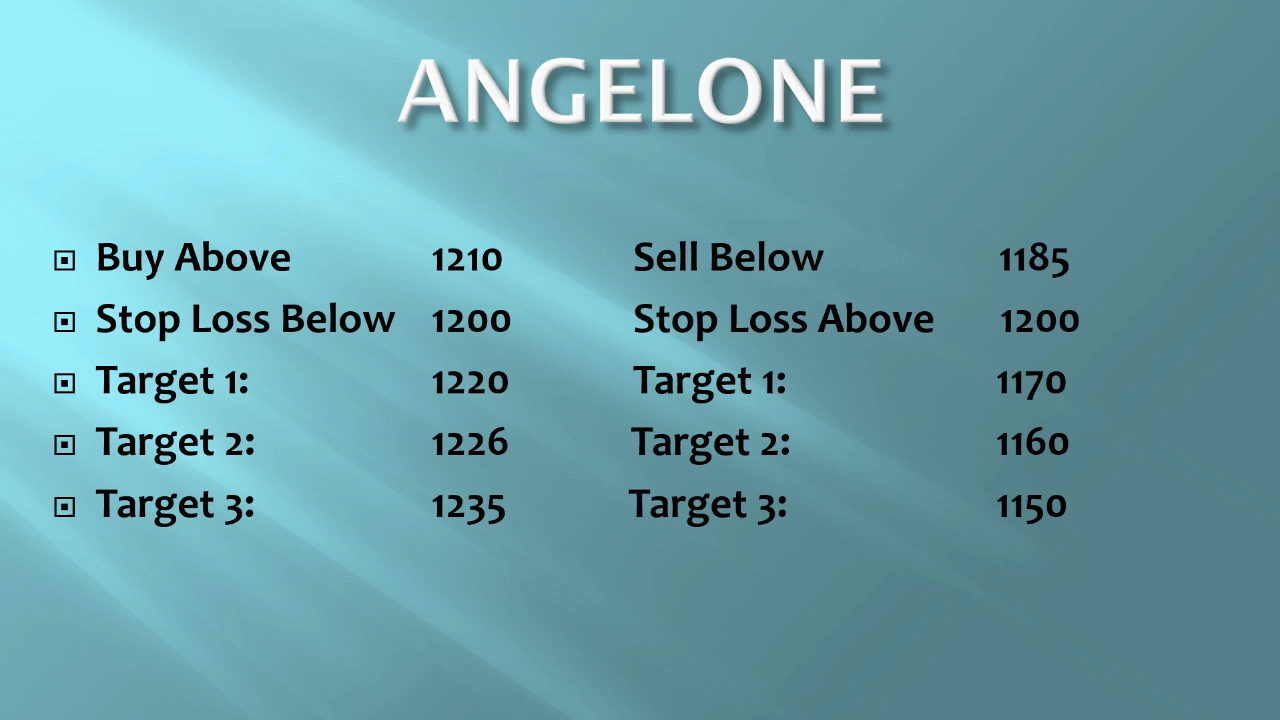 ANGELONE
Buy Above 1210 Sell Below 1185
Stop Loss Below 1200 Stop Loss Above 1200
Target 1: 1220 Target 1: 1170
Target 2: 1226 Target 2: 1160
Target 3: 1235 Target 3: 1150